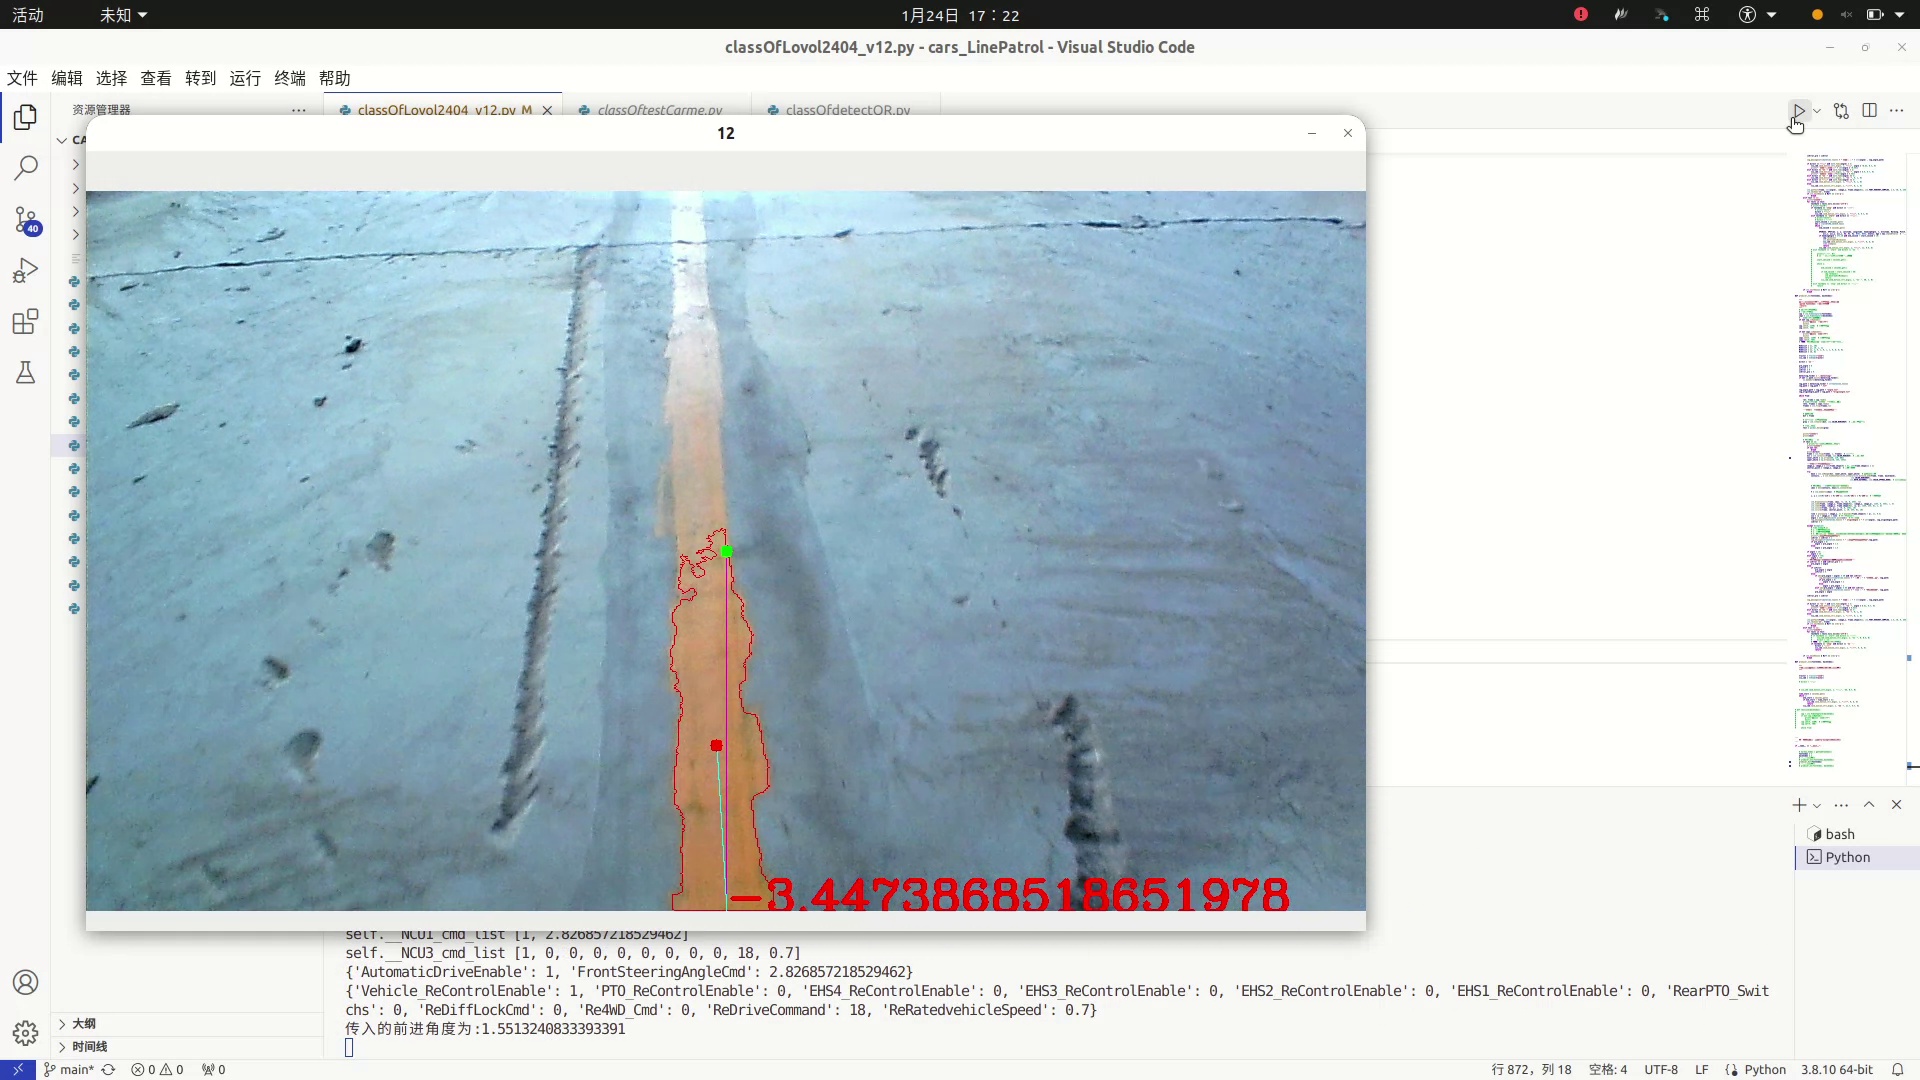 活动
未知
1月24日 17：22
classOfLovol2404_v12.py - cars_LinePatrol - Visual Studio Code
文件 编辑 选择 查看 转到 运行 终端 帮助
资源管理器
classOfLovol2404_v12.py M
classOftestCarme.py
classOfdetectQR.py
CA
12
40
-3.4473868518651978
bash
Python
self.__NCU1_cmd_list [1, 2.826857218529462]
self.__NCU3_cmd_list [1, 0, 0, 0, 0, 0, 0, 0, 0, 18, 0.7]
{'AutomaticDriveEnable': 1, 'FrontSteeringAngleCmd': 2.826857218529462}
{'Vehicle_ReControlEnable': 1, 'PTO_ReControlEnable': 0, 'EHS4_ReControlEnable': 0, 'EHS3_ReControlEnable': 0, 'EHS2_ReControlEnable': 0, 'EHS1_ReControlEnable': 0, 'RearPTO_Swit
chs': 0, 'ReDiffLockCmd': 0, 'Re4WD_Cmd': 0, 'ReDriveCommand': 18, 'ReRatedvehicleSpeed': 0.7}
传入的前进角度为:1.5513240833393391
大纲
时间线
main* 0 0 0
行 872，列 18 空格: 4 UTF-8 LF Python 3.8.10 64-bit